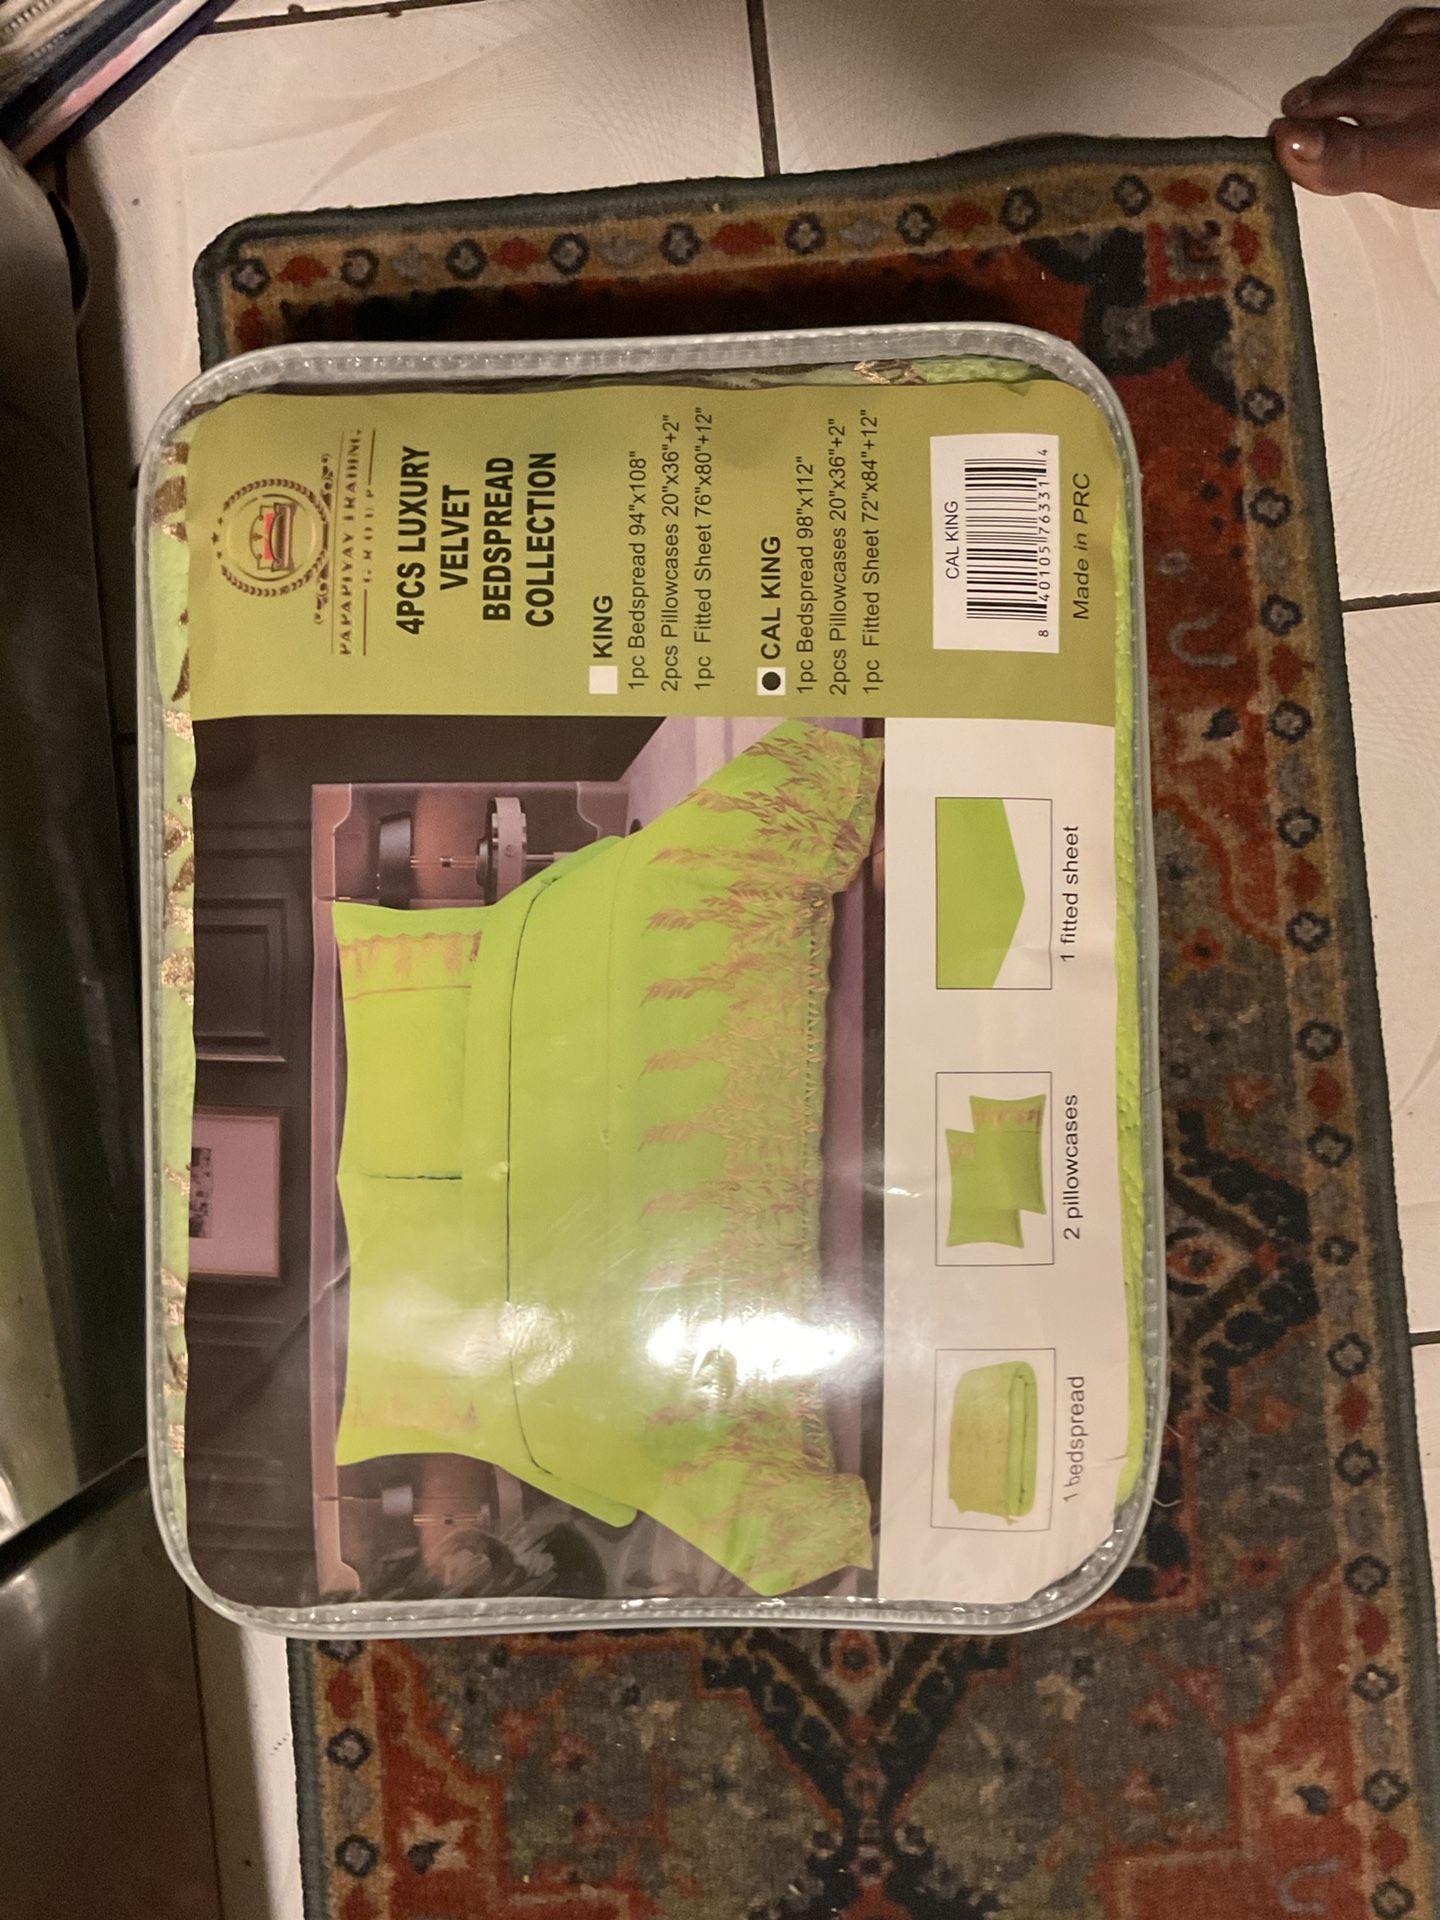 PAPAPIYAY TRADING
GROUP
4PCS LUXURY
VELVET
BEDSPREAD
COLLECTION
KING
1pc Bedspread 94"x108"
2pcs Pillowcases 20"x36"+2"
1pc Fitted Sheet 76"x80"+12"
CAL KING
1pc Bedspread 98"x112"
2pcs Pillowcases 20"x36"+2"
1pc Fitted Sheet 72"x84"+12"
CAL KING
8 40105 76331 4
Made in PRC
1 bedspread
2 pillowcases
1 fitted sheet